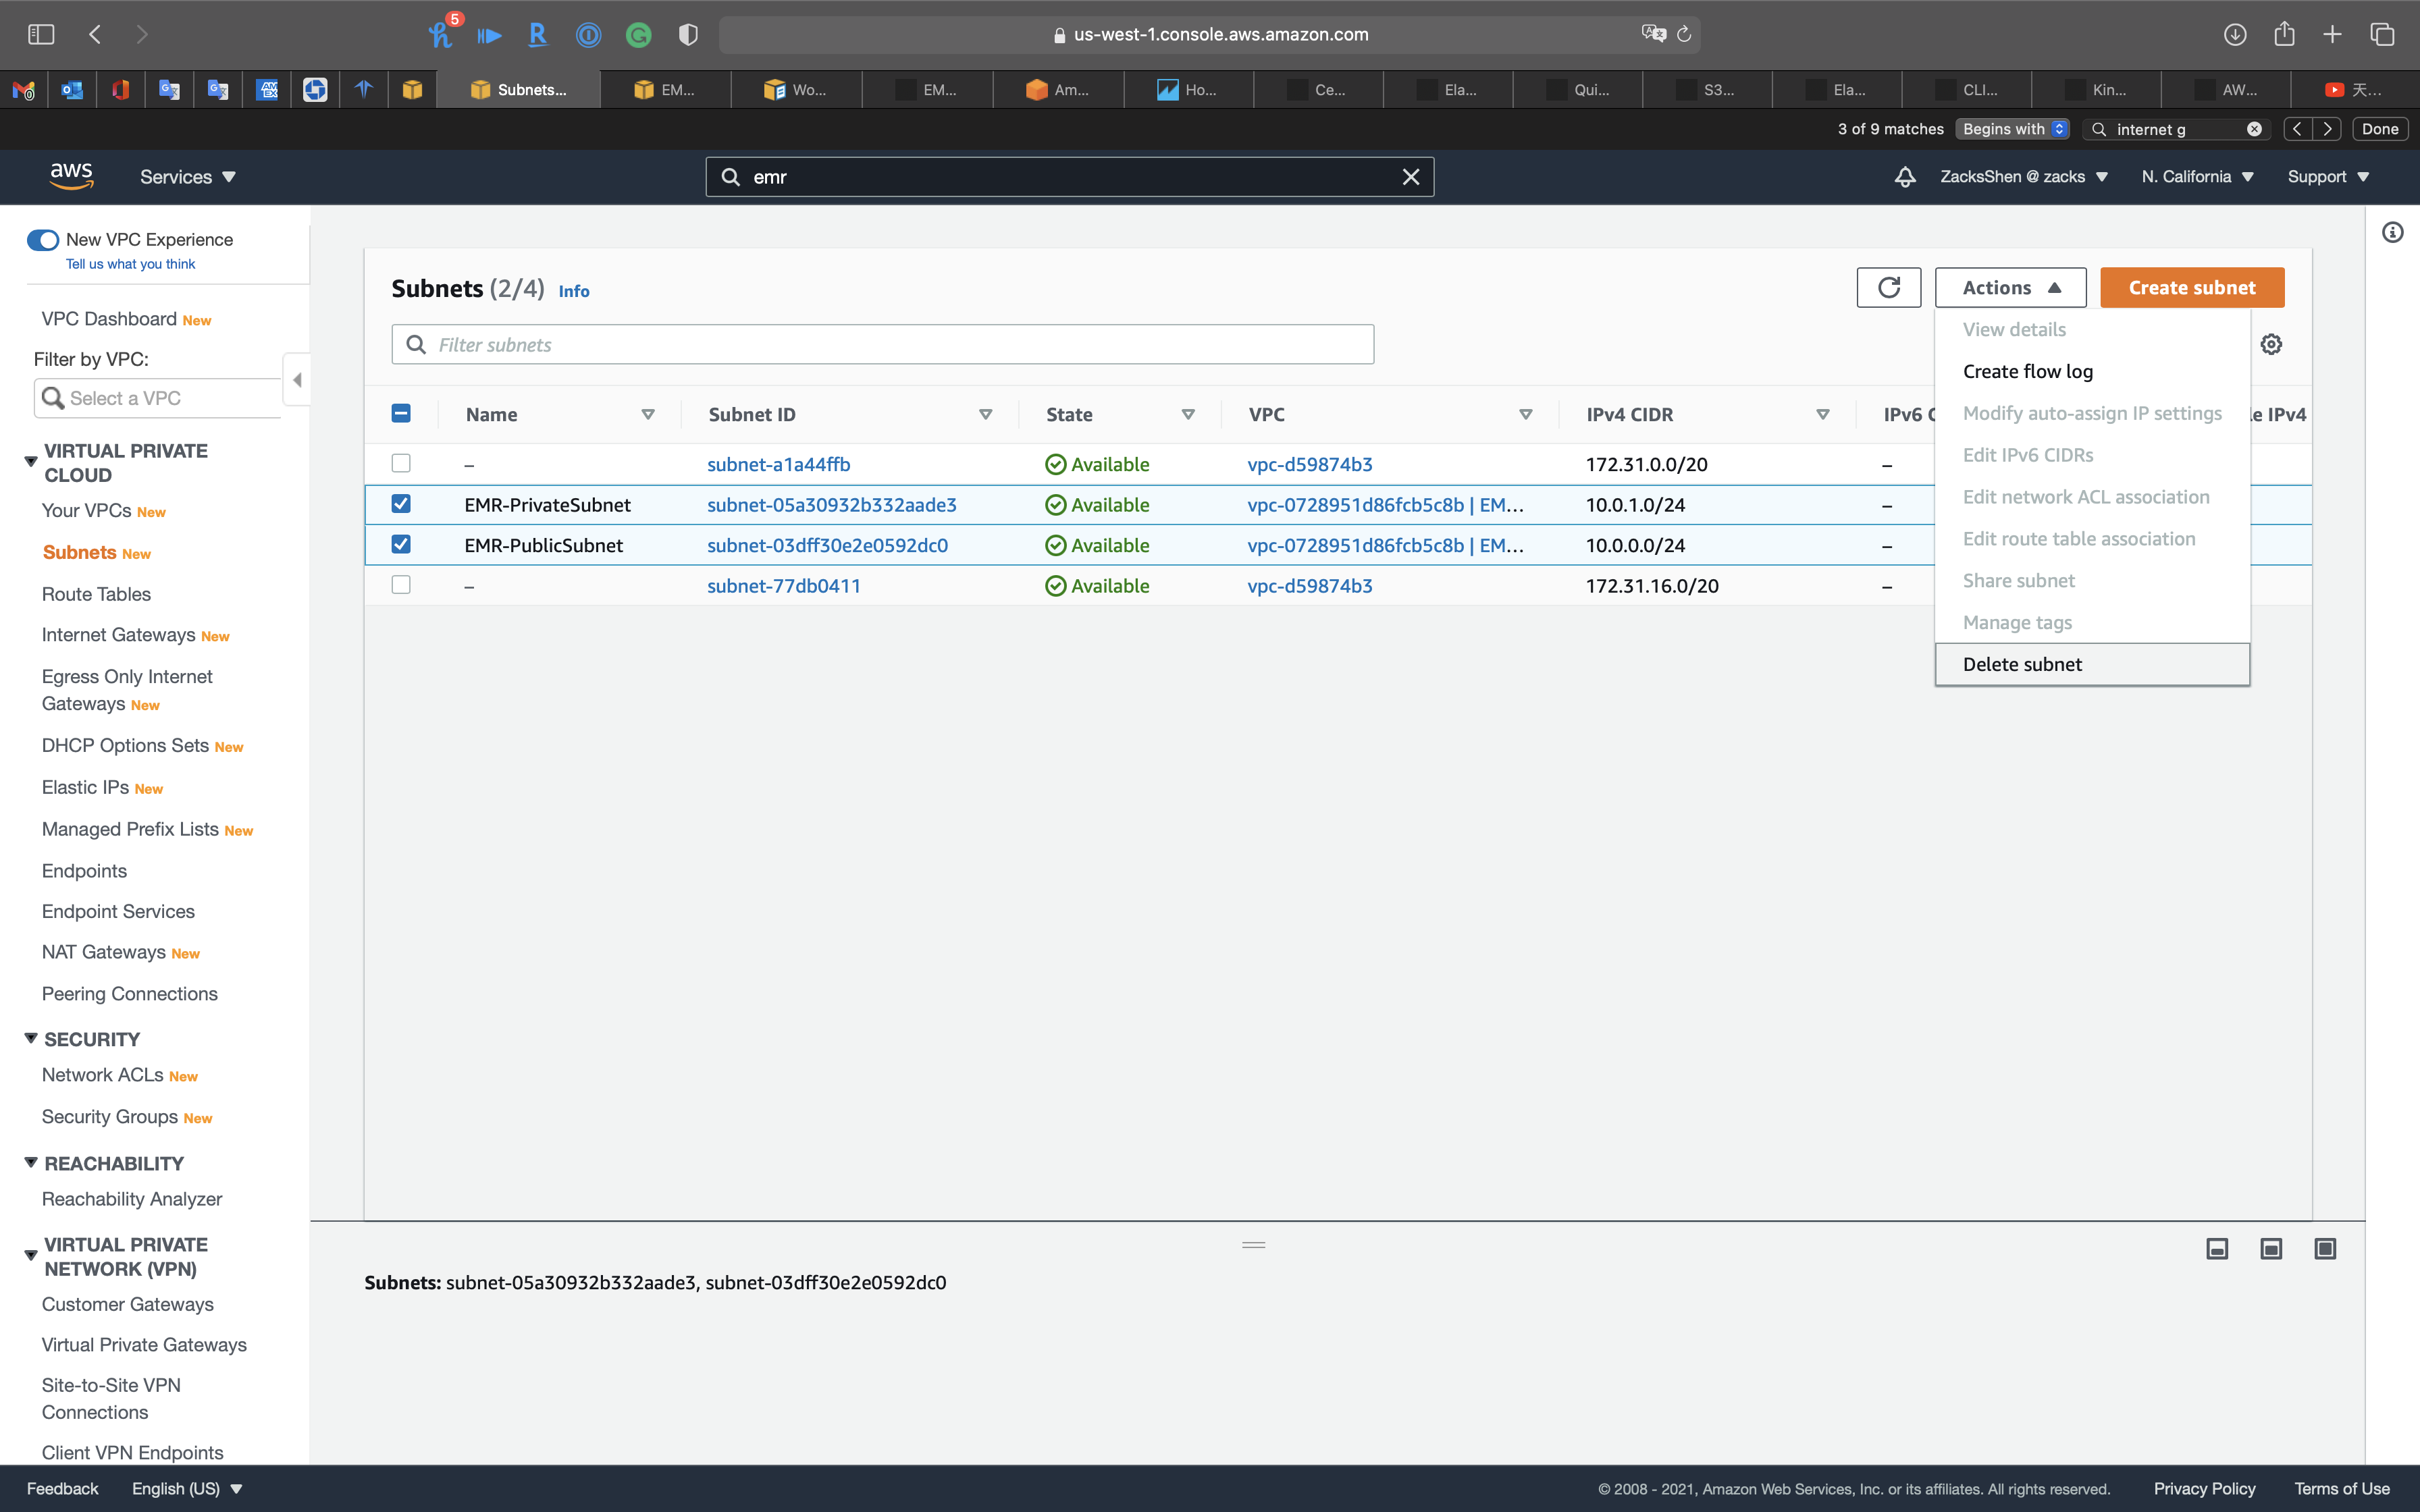 5
us-west-1.console.aws.amazon.com
Subnets...
EM...
Wo...
EM...
Am...
Ho...
Ce...
Ela...
Qui...
S3...
Ela...
CLI...
Kin...
AW...
天...
3 of 9 matches
Begins with
internet g
Done
aws
Services
emr
ZacksShen @ zacks
N. California
Support
New VPC Experience
Tell us what you think
VPC Dashboard New
Filter by VPC:
Select a VPC
VIRTUAL PRIVATE
CLOUD
Your VPCs New
Subnets New
Route Tables
Internet Gateways New
Egress Only Internet
Gateways New
DHCP Options Sets New
Elastic IPs New
Managed Prefix Lists New
Endpoints
Endpoint Services
NAT Gateways New
Peering Connections
SECURITY
Network ACLs New
Security Groups New
REACHABILITY
Reachability Analyzer
VIRTUAL PRIVATE
NETWORK (VPN)
Customer Gateways
Virtual Private Gateways
Site-to-Site VPN
Connections
Client VPN Endpoints
Subnets (2/4) Info
Actions
Create subnet
Filter subnets
View details
Create flow log
Modify auto-assign IP settings
Edit IPv6 CIDRs
Edit network ACL association
Edit route table association
Share subnet
Manage tags
Delete subnet
Name Subnet ID State VPC IPv4 CIDR IPv6 C le IPv4
– subnet-a1a44ffb Available vpc-d59874b3 172.31.0.0/20 –
EMR-PrivateSubnet subnet-05a30932b332aade3 Available vpc-0728951d86fcb5c8b | EM... 10.0.1.0/24 –
EMR-PublicSubnet subnet-03dff30e2e0592dc0 Available vpc-0728951d86fcb5c8b | EM... 10.0.0.0/24 –
– subnet-77db0411 Available vpc-d59874b3 172.31.16.0/20 –
Subnets: subnet-05a30932b332aade3, subnet-03dff30e2e0592dc0
Feedback
English (US)
© 2008 - 2021, Amazon Web Services, Inc. or its affiliates. All rights reserved.
Privacy Policy
Terms of Use